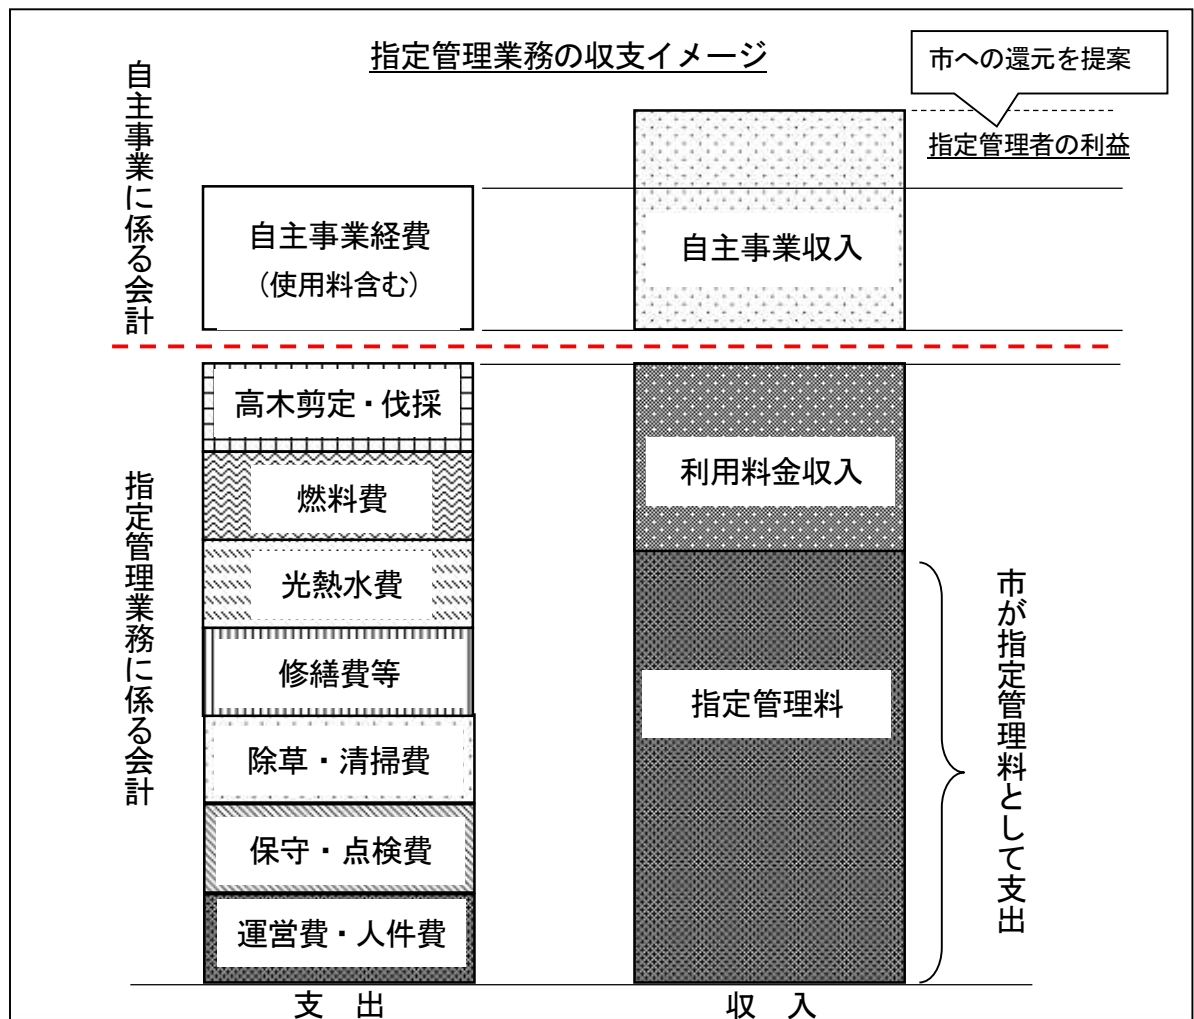 指定管理業務の収支イメージ
市への還元を提案
指定管理者の利益
自主事業に係る会計
自主事業経費
（使用料含む）
自主事業収入
指定管理業務に係る会計
高木剪定・伐採
燃料費
光熱水費
修繕費等
除草・清掃費
保守・点検費
運営費・人件費
利用料金収入
指定管理料
市が指定管理料として支出
支　出
収　入